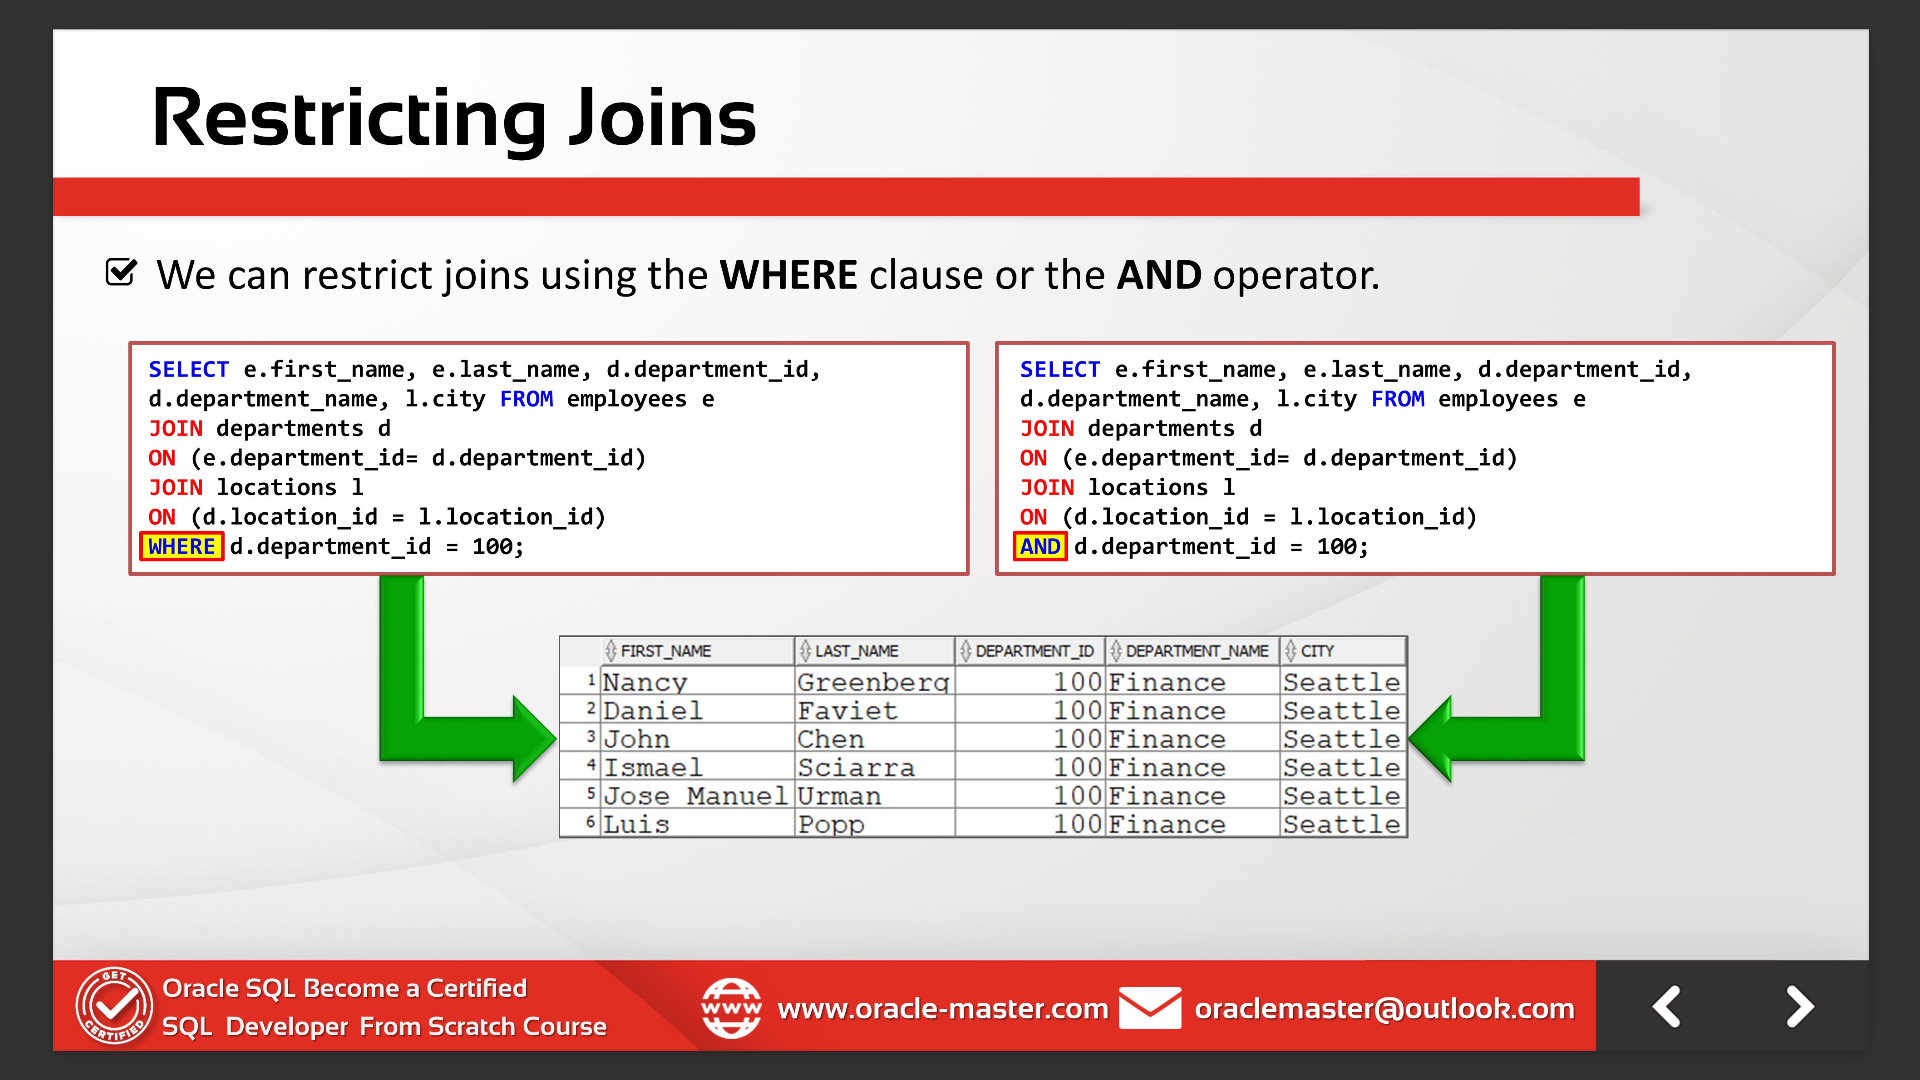 Restricting Joins
We can restrict joins using the WHERE clause or the AND operator.
SELECT e.first_name, e.last_name, d.department_id,
d.department_name, l.city FROM employees e
JOIN departments d
ON (e.department_id= d.department_id)
JOIN locations l
ON (d.location_id = l.location_id)
WHERE d.department_id = 100;
SELECT e.first_name, e.last_name, d.department_id,
d.department_name, l.city FROM employees e
JOIN departments d
ON (e.department_id= d.department_id)
JOIN locations l
ON (d.location_id = l.location_id)
AND d.department_id = 100;
FIRST_NAME LAST_NAME DEPARTMENT_ID DEPARTMENT_NAME CITY
1 Nancy Greenberg 100 Finance Seattle
2 Daniel Faviet 100 Finance Seattle
3 John Chen 100 Finance Seattle
4 Ismael Sciarra 100 Finance Seattle
5 Jose Manuel Urman 100 Finance Seattle
6 Luis Popp 100 Finance Seattle
GET
CERTIFIED
Oracle SQL Become a Certified
SQL Developer From Scratch Course
www
www.oracle-master.com
oraclemaster@outlook.com